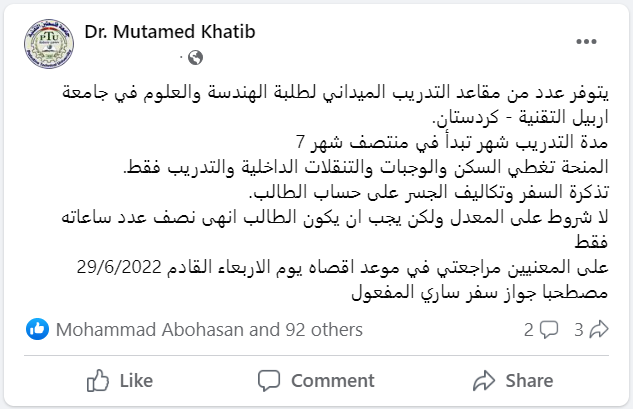 Dr. Mutamed Khatib
يتوفر عدد من مقاعد التدريب الميداني لطلبة الهندسة والعلوم في جامعة
اربيل التقنية - كردستان.
مدة التدريب شهر تبدأ في منتصف شهر 7
المنحة تغطي السكن والوجبات والتنقلات الداخلية والتدريب فقط.
تذكرة السفر وتكاليف الجسر على حساب الطالب.
لا شروط على المعدل ولكن يجب ان يكون الطالب انهى نصف عدد ساعاته
فقط
على المعنيين مراجعتي في موعد اقصاه يوم الاربعاء القادم 29/6/2022
مصطحبا جواز سفر ساري المفعول
Mohammad Abohasan and 92 others
2 3
Like Comment Share